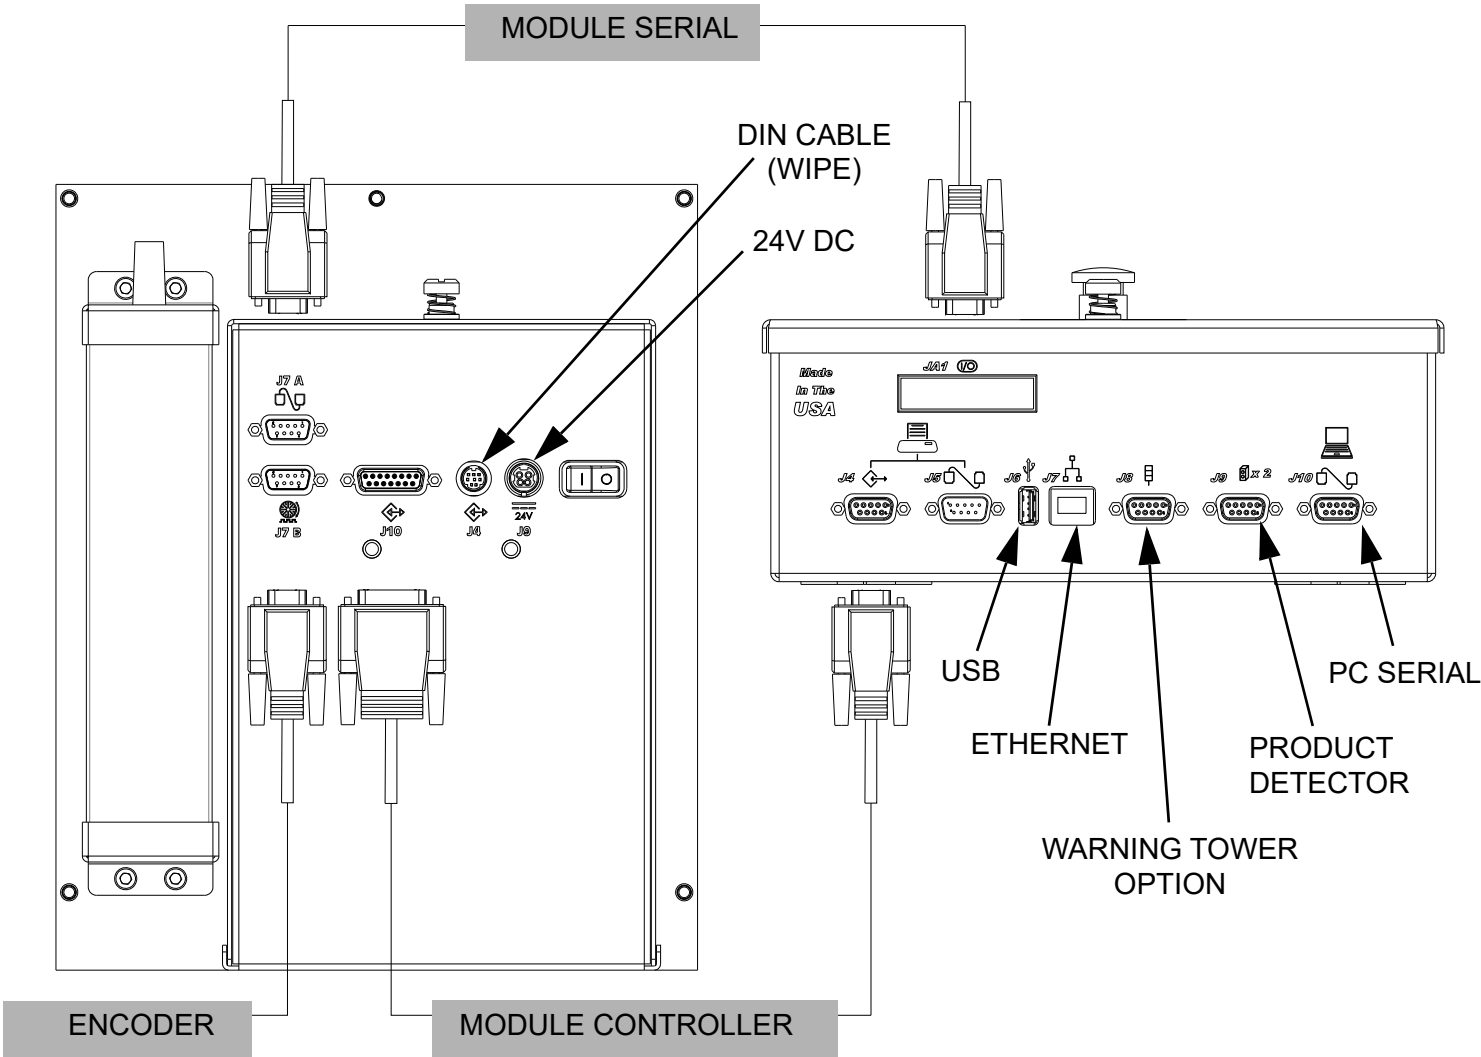 MODULE SERIAL
DIN CABLE
(WIPE)
24V DC
J7 A
J7 B
J10
J4
24V
J9
Made
In The
USA
JA1 I/O
J4
J5
J6
J7
J8
J9
x 2
J10
USB
ETHERNET
WARNING TOWER
OPTION
PRODUCT
DETECTOR
PC SERIAL
ENCODER
MODULE CONTROLLER